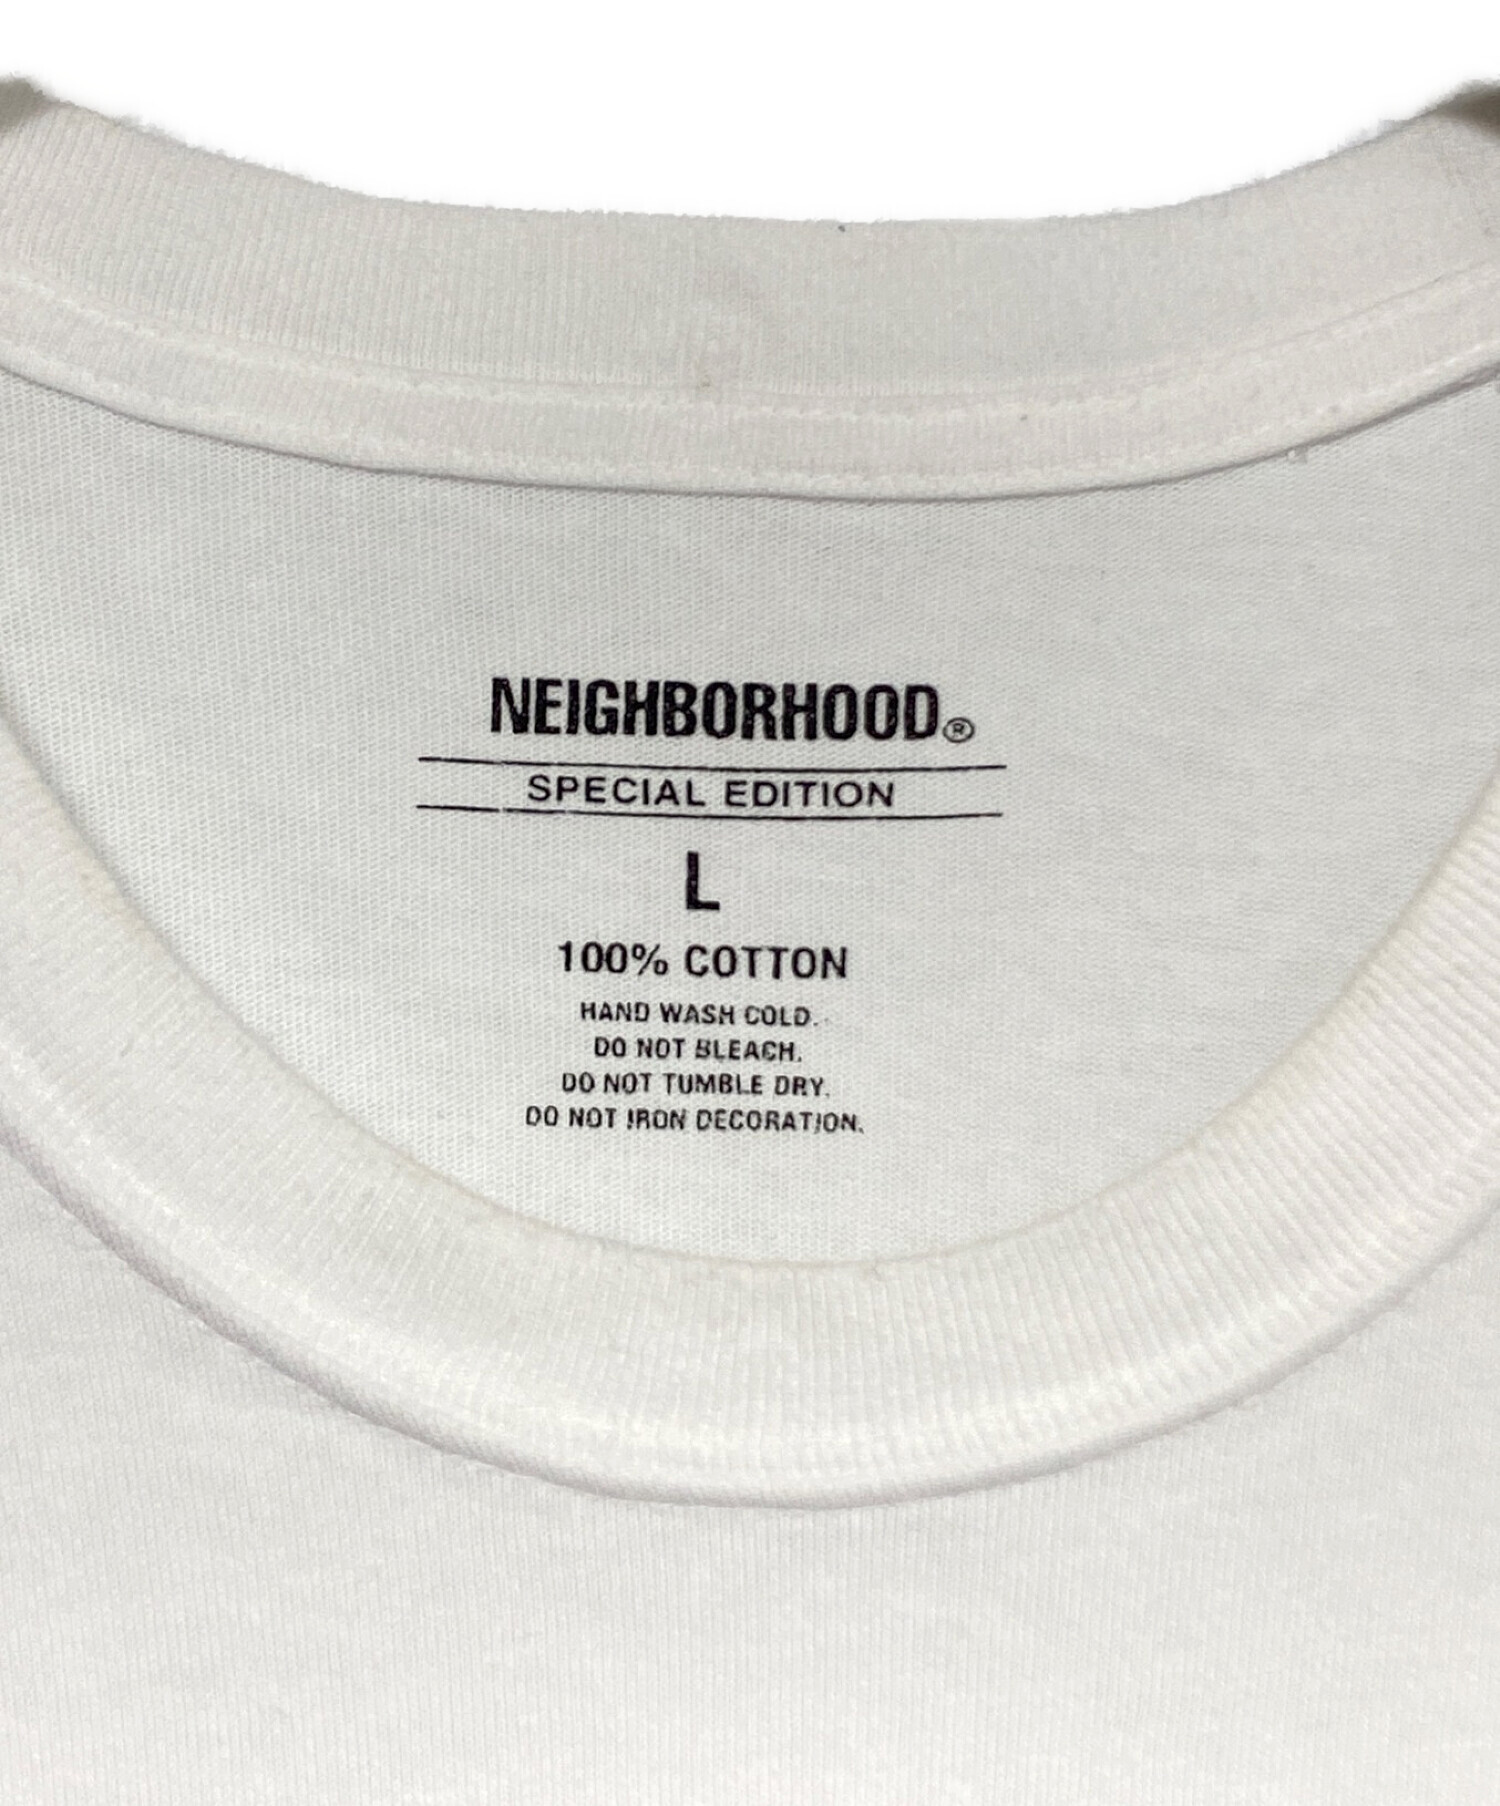 NEIGHBORHOOD®
SPECIAL EDITION
L
100% COTTON
HAND WASH COLD.
DO NOT BLEACH.
DO NOT TUMBLE DRY.
DO NOT IRON DECORATION.